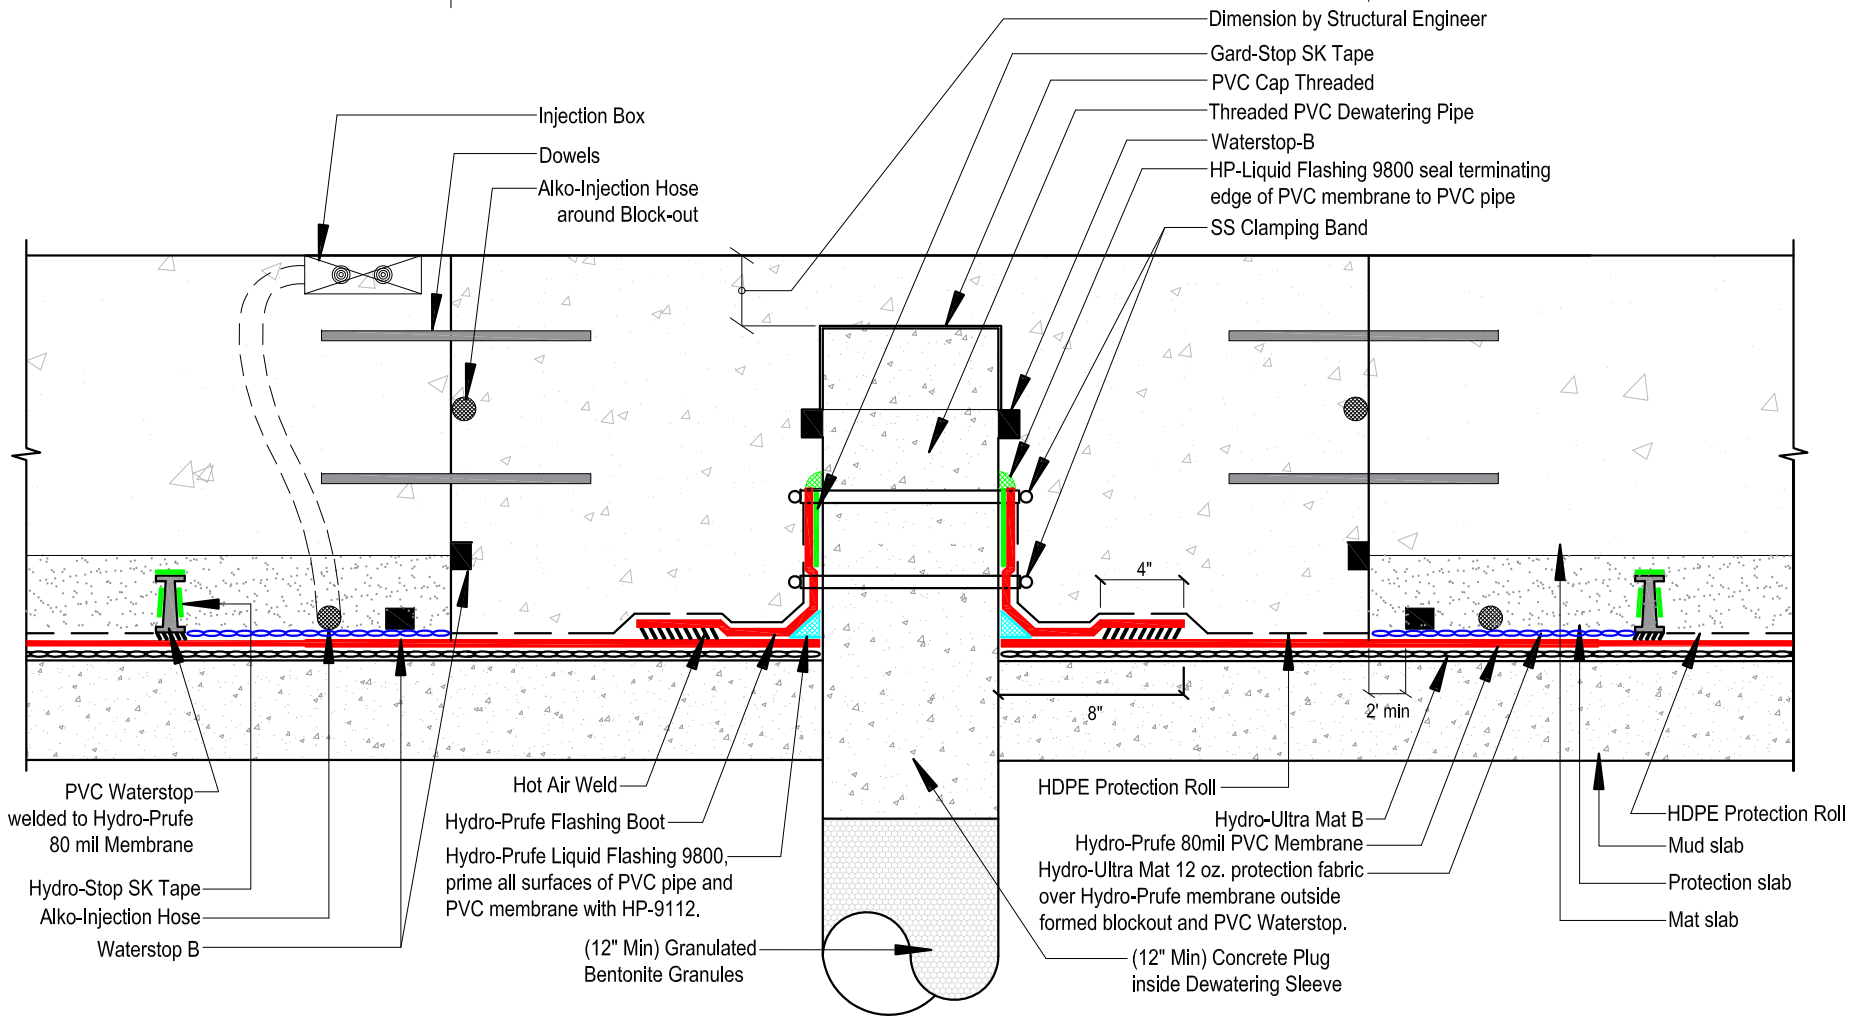 Dimension by Structural Engineer
Gard-Stop SK Tape
PVC Cap Threaded
Threaded PVC Dewatering Pipe
Waterstop-B
HP-Liquid Flashing 9800 seal terminating
edge of PVC membrane to PVC pipe
SS Clamping Band
Injection Box
Dowels
Alko-Injection Hose
around Block-out
4"
8"
2' min
PVC Waterstop
welded to Hydro-Prufe
80 mil Membrane
Hydro-Stop SK Tape
Alko-Injection Hose
Waterstop B
Hot Air Weld
Hydro-Prufe Flashing Boot
Hydro-Prufe Liquid Flashing 9800,
prime all surfaces of PVC pipe and
PVC membrane with HP-9112.
(12" Min) Granulated
Bentonite Granules
HDPE Protection Roll
Hydro-Ultra Mat B
Hydro-Prufe 80mil PVC Membrane
Hydro-Ultra Mat 12 oz. protection fabric
over Hydro-Prufe membrane outside
formed blockout and PVC Waterstop.
(12" Min) Concrete Plug
inside Dewatering Sleeve
HDPE Protection Roll
Mud slab
Protection slab
Mat slab